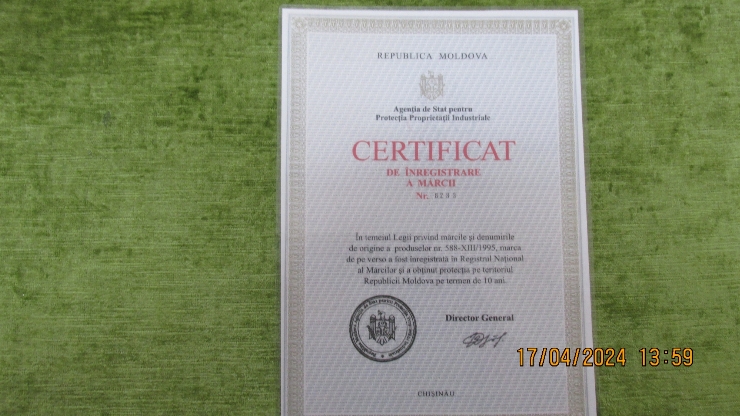 REPUBLICA MOLDOVA
Agenția de Stat pentru
Protecția Proprietății Industriale
CERTIFICAT
DE ÎNREGISTRARE
A MĂRCII
Nr.
În temeiul Legii privind mărcile și denumirile
de origine a produselor nr. 588-XIII/1995, marca
de pe verso a fost înregistrată în Registrul Național
al Mărcilor și a obținut protecția pe teritoriul
Republicii Moldova pe termen de 10 ani.
Director General
CHIȘINĂU
17/04/2024 13:59